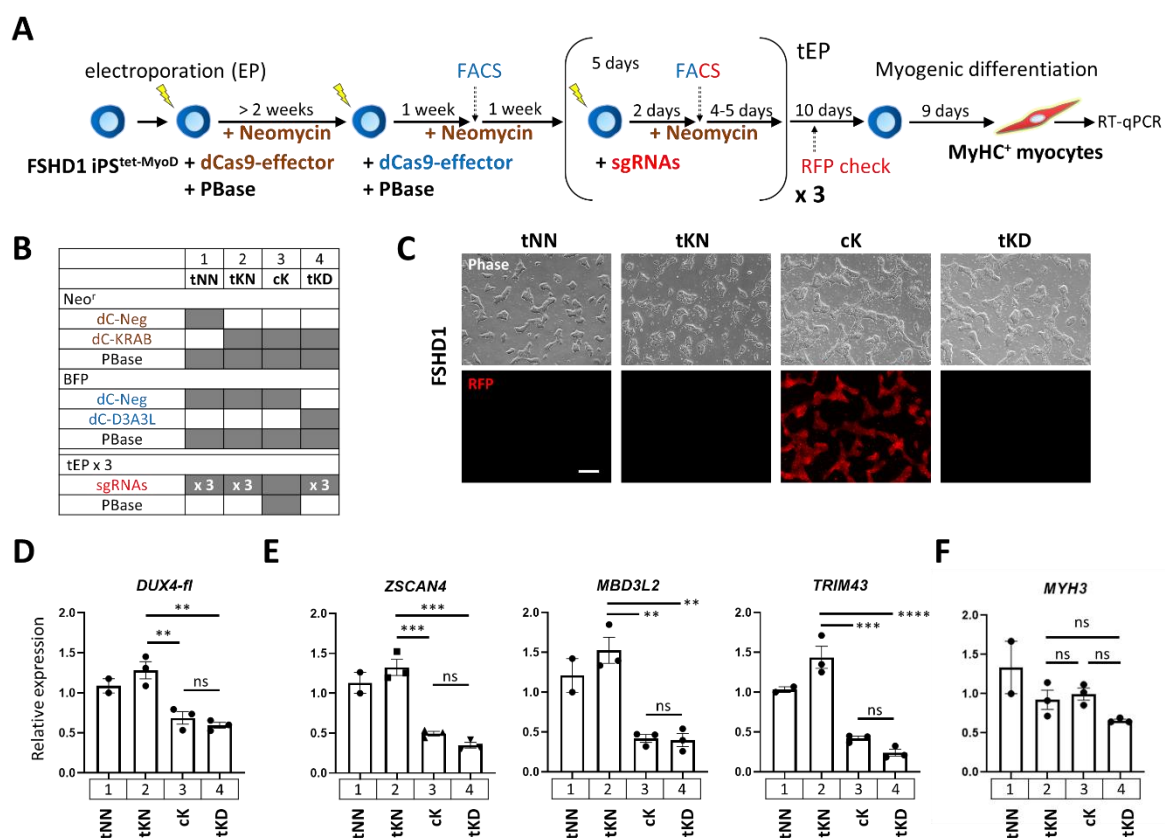 A
electroporation (EP)
FACS
5 days
FACS
tEP
Myogenic differentiation
> 2 weeks
1 week
1 week
2 days
4-5 days
10 days
9 days
RT-qPCR
+ Neomycin
+ Neomycin
+ Neomycin
FSHD1 iPStet-MyoD
+ dCas9-effector
+ PBase
+ dCas9-effector
+ PBase
+ sgRNAs
RFP check
x 3
MyHC+ myocytes
B
1 2 3 4
tNN tKN cK tKD
Neor
dC-Neg
dC-KRAB
PBase
BFP
dC-Neg
dC-D3A3L
PBase
tEP x 3
sgRNAs x 3 x 3 x 3
PBase
C
tNN tKN cK tKD
FSHD1
Phase
RFP
D
DUX4-fl
Relative expression
2.0
1.5
1.0
0.5
0.0
**
**
ns
1 2 3 4
tNN tKN cK tKD
E
ZSCAN4
2.0
1.5
1.0
0.5
0.0
***
***
ns
1 2 3 4
tNN tKN cK tKD
MBD3L2
2.0
1.5
1.0
0.5
0.0
**
**
ns
1 2 3 4
tNN tKN cK tKD
TRIM43
2.0
1.5
1.0
0.5
0.0
****
***
ns
1 2 3 4
tNN tKN cK tKD
F
MYH3
2.0
1.5
1.0
0.5
0.0
ns
ns ns
1 2 3 4
tNN tKN cK tKD